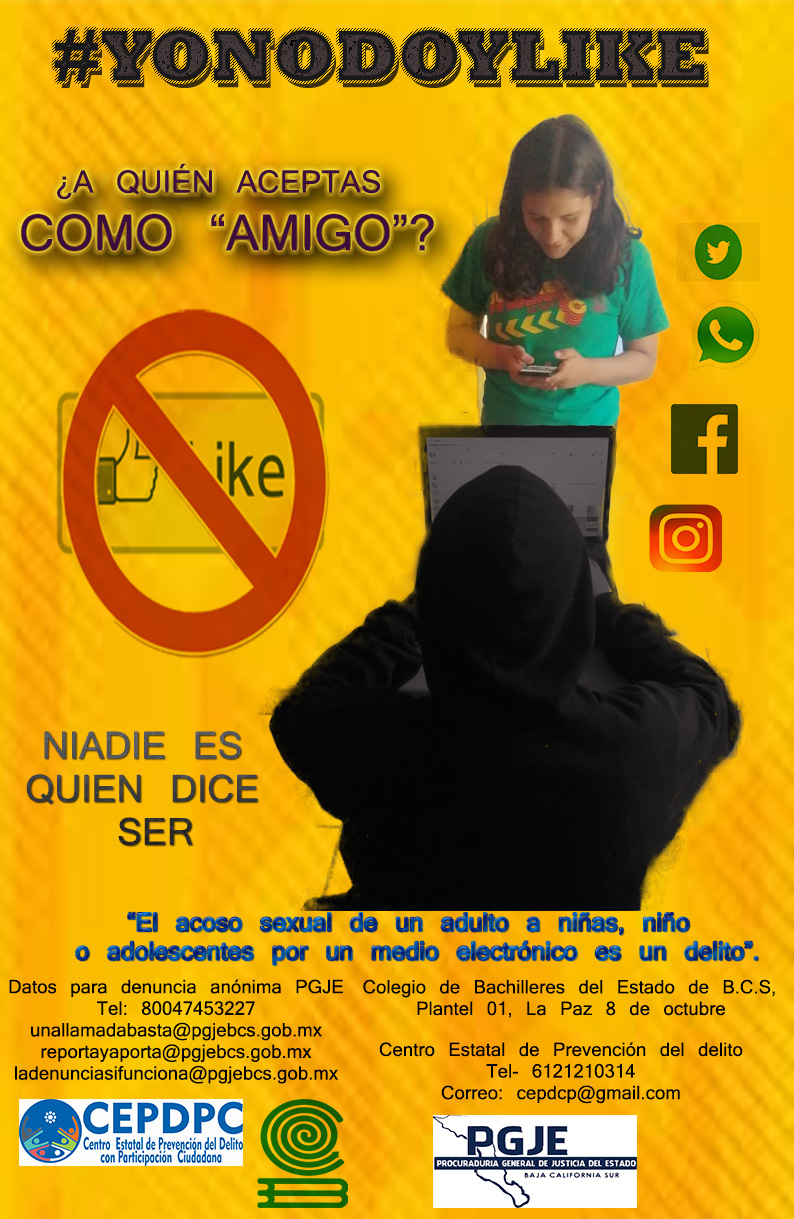 #YONODOYLIKE
¿A QUIÉN ACEPTAS
COMO “AMIGO”?
Like
NIADIE ES
QUIEN DICE
SER
“El acoso sexual de un adulto a niñas, niño
o adolescentes por un medio electrónico es un delito”.
Datos para denuncia anónima PGJE
Tel: 80047453227
unallamadabasta@pgjebcs.gob.mx
reportayaporta@pgjebcs.gob.mx
ladenunciasifunciona@pgjebcs.gob.mx
Colegio de Bachilleres del Estado de B.C.S,
Plantel 01, La Paz 8 de octubre
Centro Estatal de Prevención del delito
Tel- 6121210314
Correo: cepdcp@gmail.com
CEPDPC
Centro Estatal de Prevención del Delito
con Participación Ciudadana
PGJE
PROCURADURIA GENERAL DE JUSTICIA DEL ESTADO
BAJA CALIFORNIA SUR